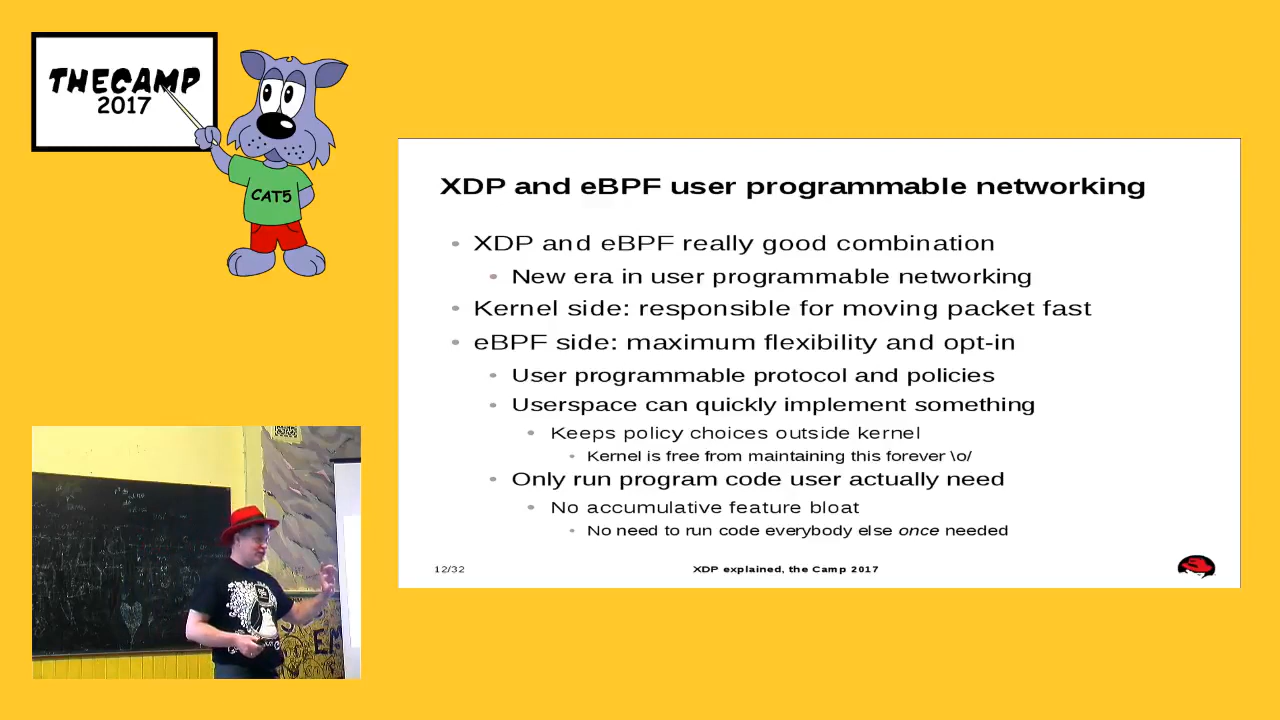 THECAMP
2017
CAT5
XDP and eBPF user programmable networking
• XDP and eBPF really good combination
• New era in user programmable networking
• Kernel side: responsible for moving packet fast
• eBPF side: maximum flexibility and opt-in
• User programmable protocol and policies
• Userspace can quickly implement something
• Keeps policy choices outside kernel
• Kernel is free from maintaining this forever \o/
• Only run program code user actually need
• No accumulative feature bloat
• No need to run code everybody else once needed
12/32
XDP explained, the Camp 2017